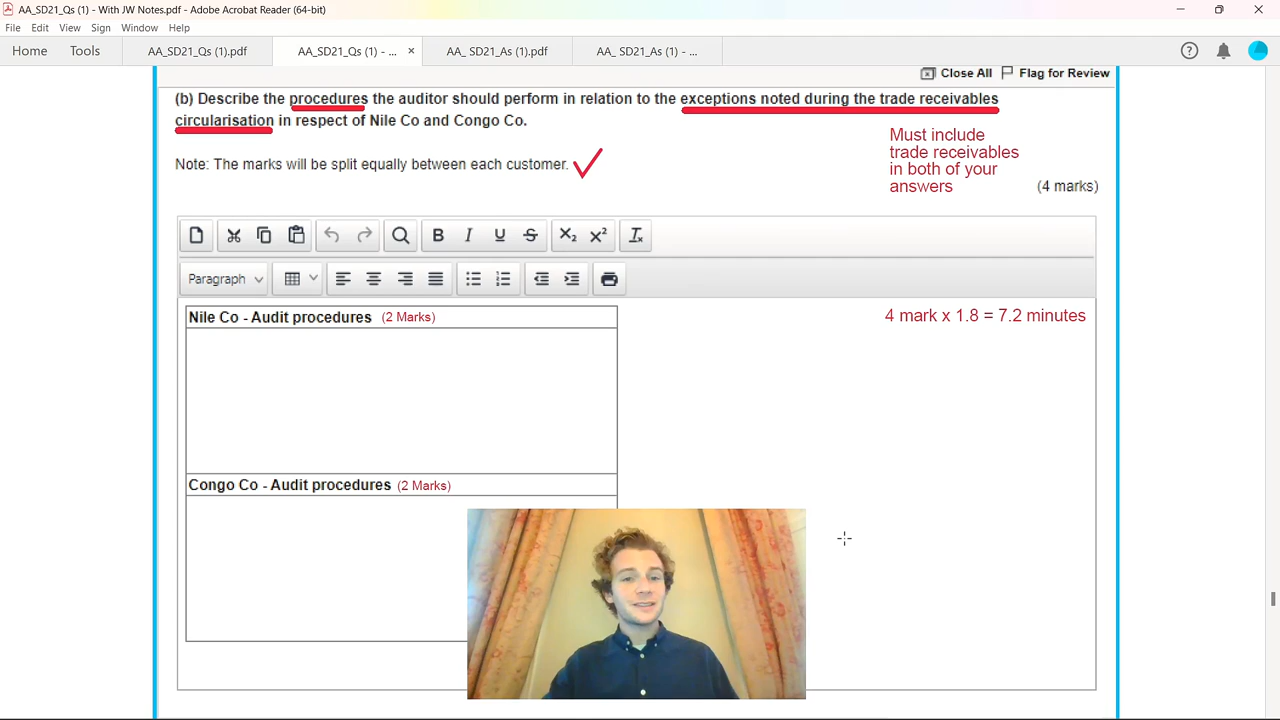 AA_SD21_Qs (1) - With JW Notes.pdf - Adobe Acrobat Reader (64-bit)
File Edit View Sign Window Help
Home Tools AA_SD21_Qs (1).pdf AA_SD21_Qs (1) - ... × AA_ SD21_As (1).pdf AA_ SD21_As (1) - ...
Close All Flag for Review
(b) Describe the procedures the auditor should perform in relation to the exceptions noted during the trade receivables
circularisation in respect of Nile Co and Congo Co.
Must include
trade receivables
in both of your
answers
Note: The marks will be split equally between each customer.
(4 marks)
B I U S X₂ X² Tx
Paragraph
Nile Co - Audit procedures (2 Marks)
4 mark x 1.8 = 7.2 minutes
Congo Co - Audit procedures (2 Marks)